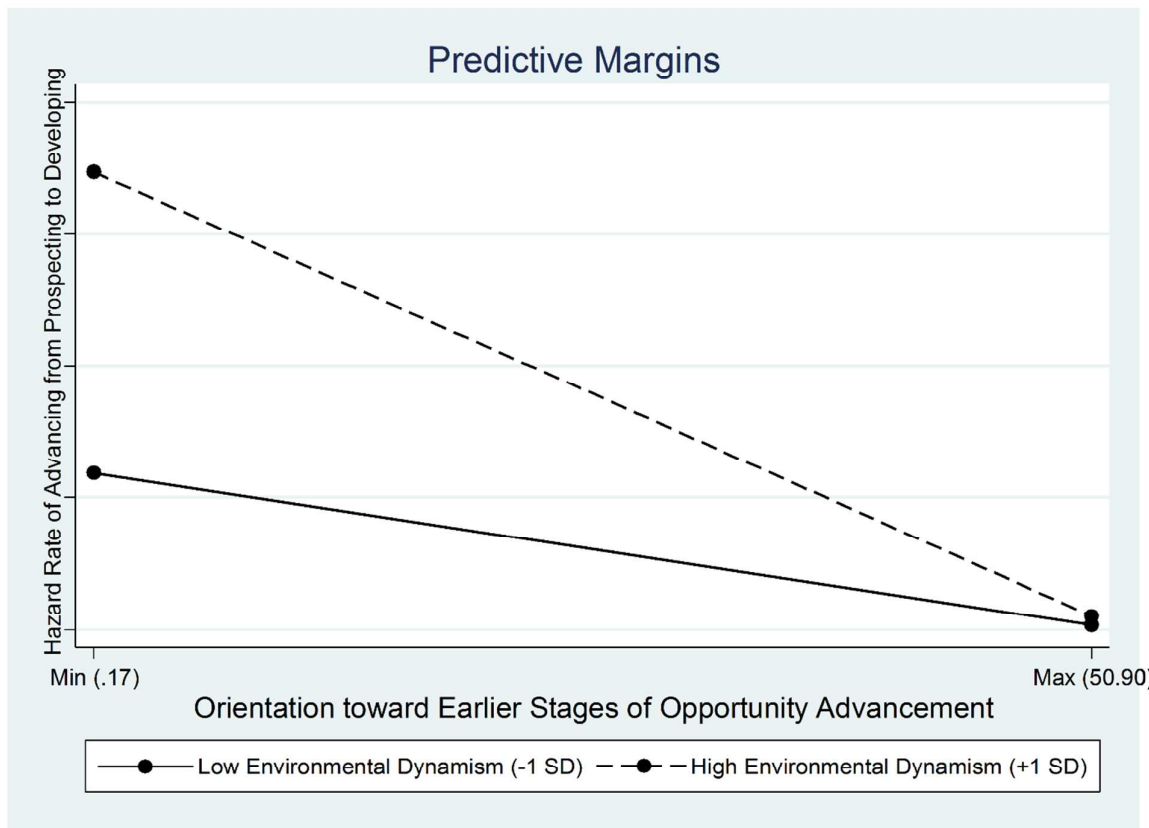 Predictive Margins
Hazard Rate of Advancing from Prospecting to Developing
Min (.17)
Max (50.90)
Orientation toward Earlier Stages of Opportunity Advancement
Low Environmental Dynamism (-1 SD)
High Environmental Dynamism (+1 SD)